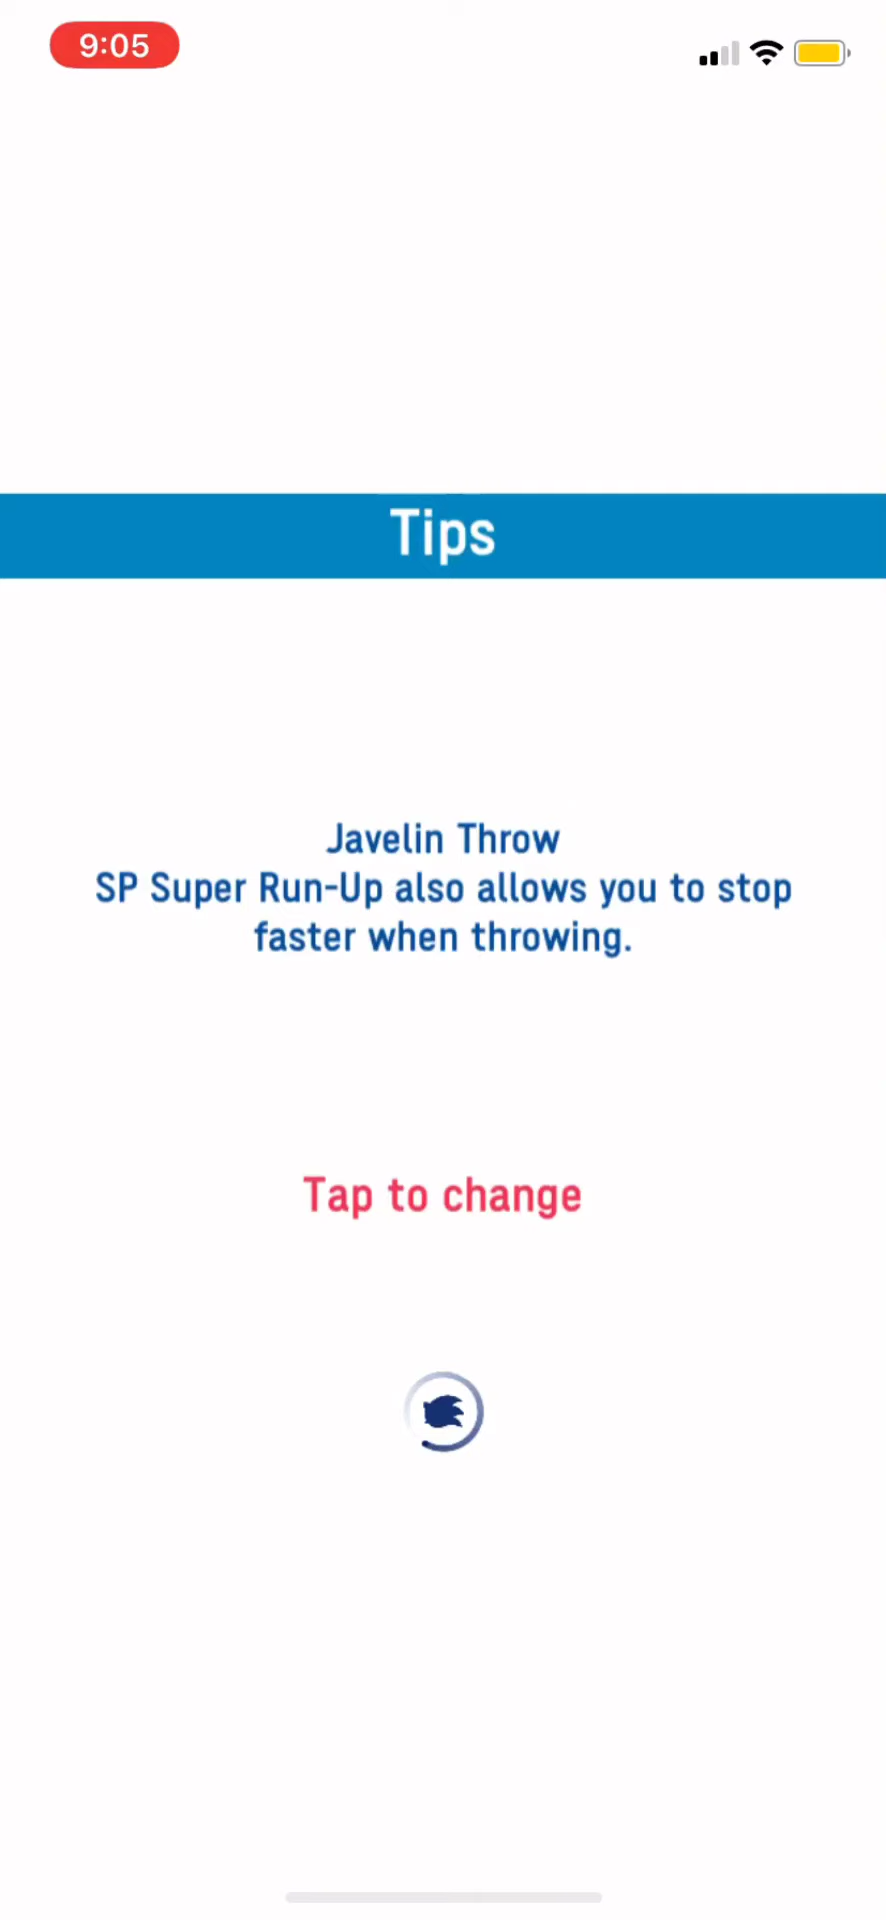 9:05
Tips
Javelin Throw
SP Super Run-Up also allows you to stop
faster when throwing.
Tap to change